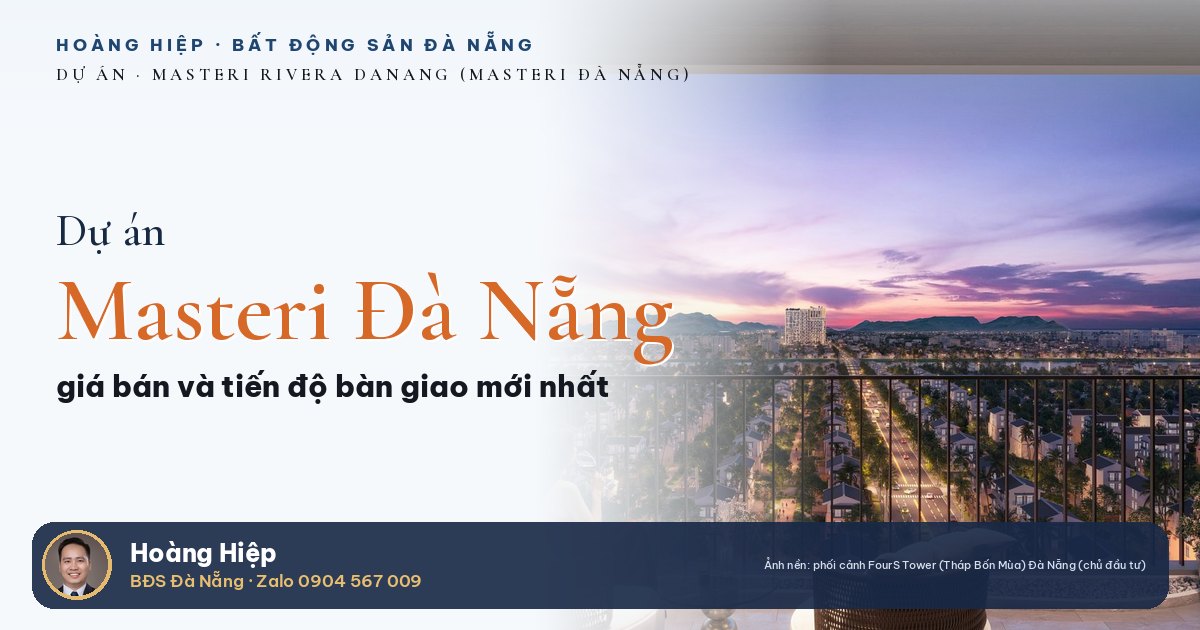 HOÀNG HIỆP · BẤT ĐỘNG SẢN ĐÀ NẴNG
DỰ ÁN · MASTERI RIVERA DANANG (MASTERI ĐÀ NẴNG)
Dự án
Masteri Đà Nẵng
giá bán và tiến độ bàn giao mới nhất
Hoàng Hiệp
BĐS Đà Nẵng · Zalo 0904 567 009
Ảnh nền: phối cảnh FourS Tower (Tháp Bốn Mùa) Đà Nẵng (chủ đầu tư)